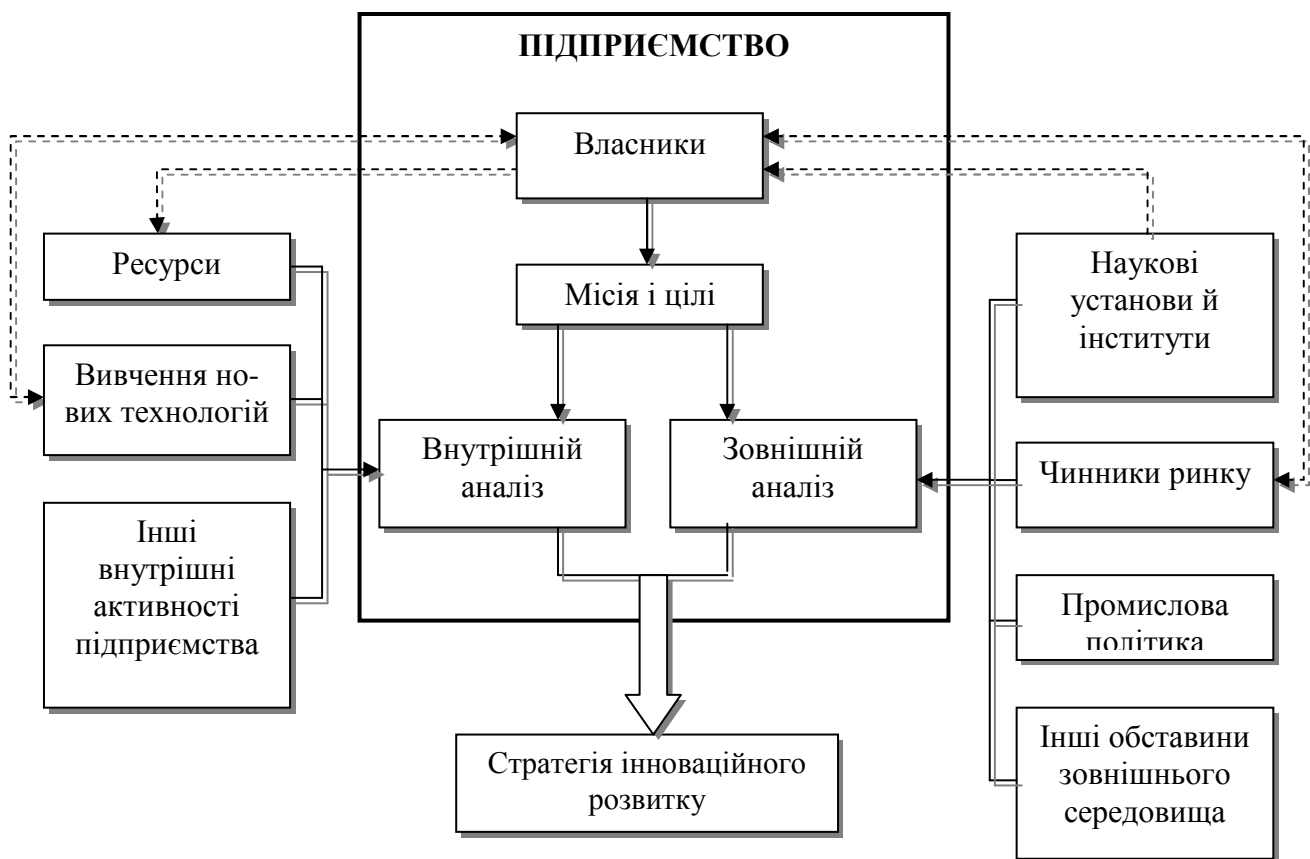 ПІДПРИЄМСТВО
Власники
Ресурси
Місія і цілі
Наукові
установи й
інститути
Вивчення но-
вих технологій
Внутрішній
аналіз
Зовнішній
аналіз
Чинники ринку
Інші
внутрішні
активності
підприємства
Промислова
політика
Стратегія інноваційного
розвитку
Інші обставини
зовнішнього
середовища